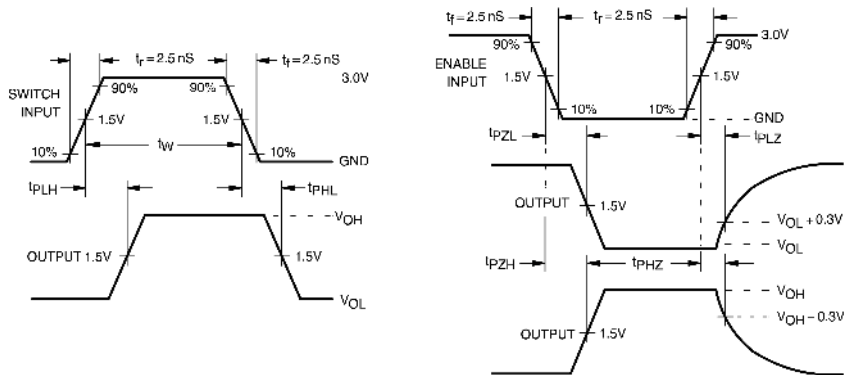 tr=2.5 nS
tf=2.5 nS
3.0V
SWITCH
INPUT
90%
90%
1.5V
1.5V
tW
10%
10%
GND
tPLH
tPHL
VOH
OUTPUT
1.5V
1.5V
VOL
tf=2.5 nS
tr=2.5 nS
3.0V
90%
90%
ENABLE
INPUT
1.5V
1.5V
10%
10%
GND
tPZL
tPLZ
OUTPUT
1.5V
VOL+0.3V
VOL
tPZH
tPHZ
VOH
VOH−0.3V
OUTPUT
1.5V